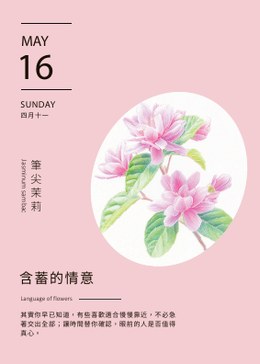 MAY
16
SUNDAY
四月十一
筆尖茉莉
Jasminum sambac
含蓄的情意
Language of flowers
其實你早已知道，有些喜歡適合慢慢靠近，不必急
著交出全部；讓時間替你確認，眼前的人是否值得
真心。